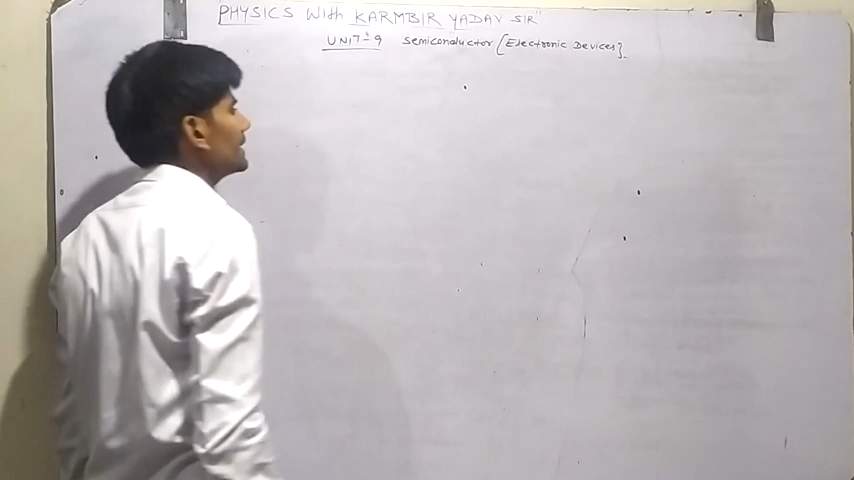 PHYSICS With KARMBIR YADAV SIR"
UNIT-9 Semiconductor [Electronic Devices}